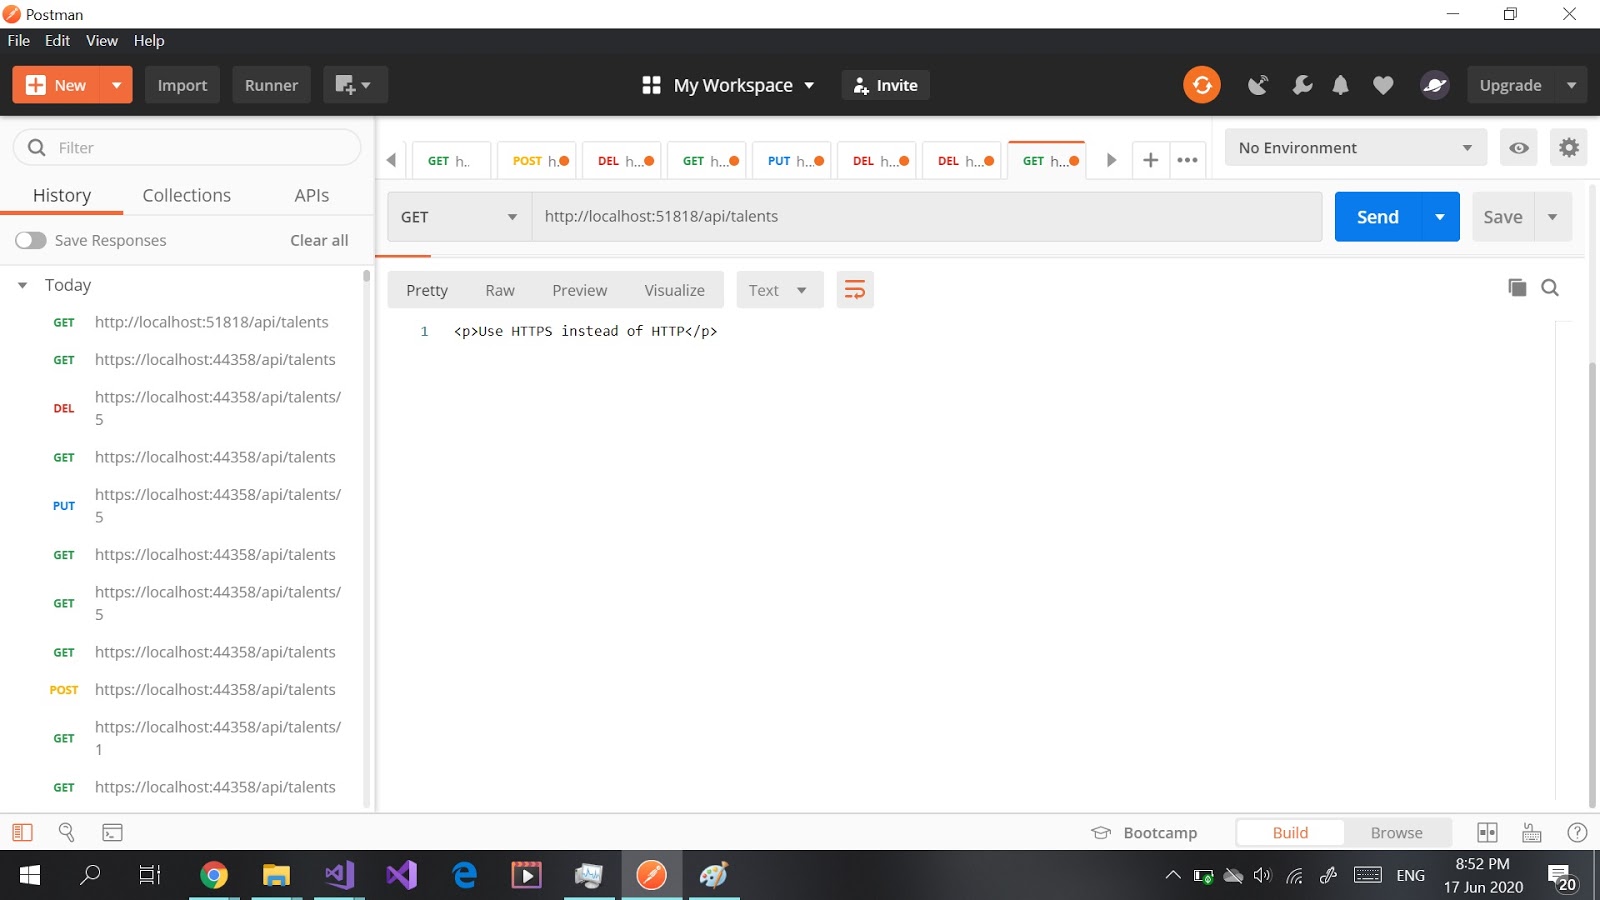 Postman
File Edit View Help
New Import Runner My Workspace Invite Upgrade
Filter
GET h.. POST h. DEL h... GET h... PUT h... DEL h... DEL h... GET h... No Environment
History Collections APIs
GET http://localhost:51818/api/talents Send Save
Save Responses Clear all
Pretty Raw Preview Visualize Text
1 <p>Use HTTPS instead of HTTP</p>
Today
GET http://localhost:51818/api/talents
GET https://localhost:44358/api/talents
DEL https://localhost:44358/api/talents/
5
GET https://localhost:44358/api/talents
PUT https://localhost:44358/api/talents/
5
GET https://localhost:44358/api/talents
GET https://localhost:44358/api/talents/
5
GET https://localhost:44358/api/talents
POST https://localhost:44358/api/talents
GET https://localhost:44358/api/talents/
1
GET https://localhost:44358/api/talents
Bootcamp Build Browse
ENG 8:52 PM
17 Jun 2020 20